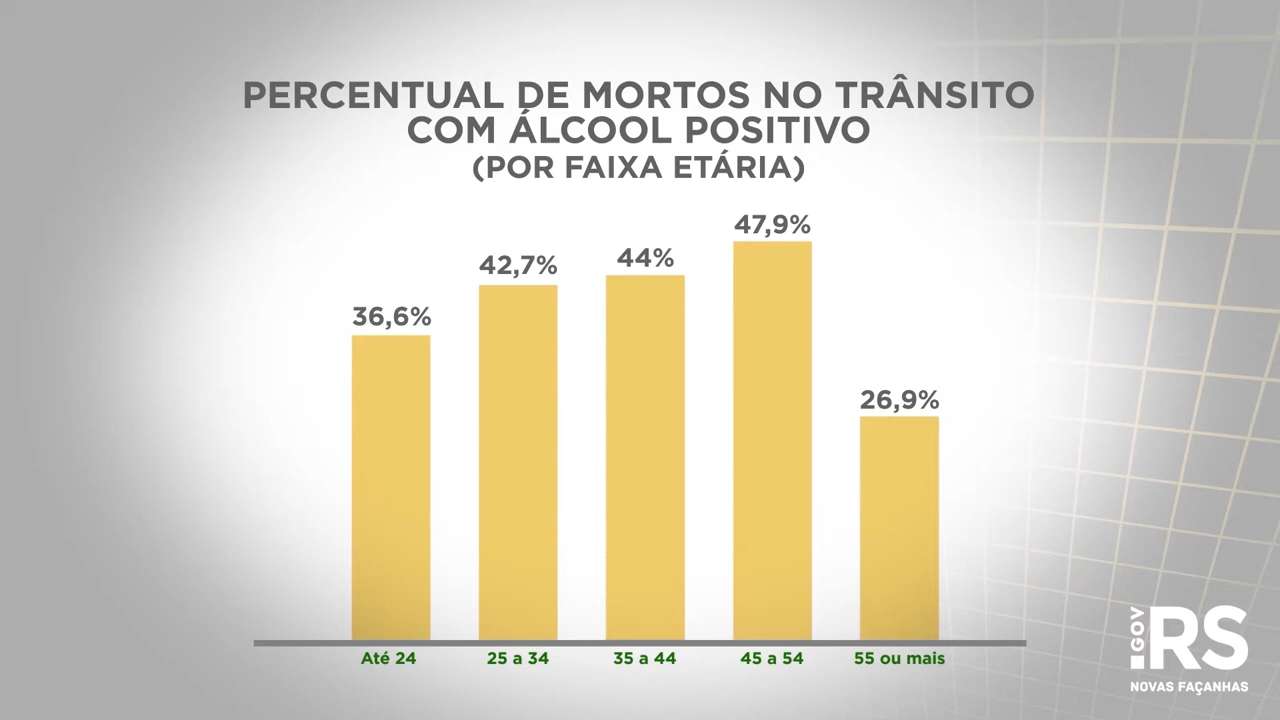 PERCENTUAL DE MORTOS NO TRÂNSITO
COM ÁLCOOL POSITIVO
(POR FAIXA ETÁRIA)
36,6%
42,7%
44%
47,9%
26,9%
Até 24
25 a 34
35 a 44
45 a 54
55 ou mais
.GOV
RS
NOVAS FAÇANHAS